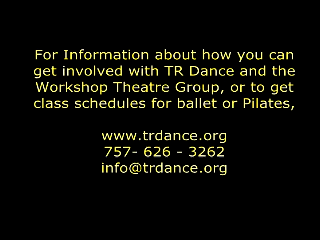 For Information about how you can
get involved with TR Dance and the
Workshop Theatre Group, or to get
class schedules for ballet or Pilates,
www.trdance.org
757- 626 - 3262
info@trdance.org